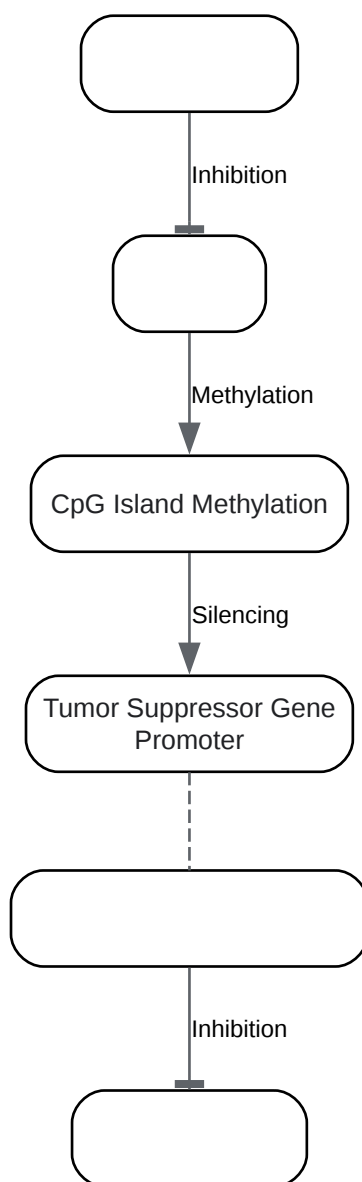 Inhibition
Methylation
CpG Island Methylation
Silencing
Tumor Suppressor Gene
Promoter
Inhibition